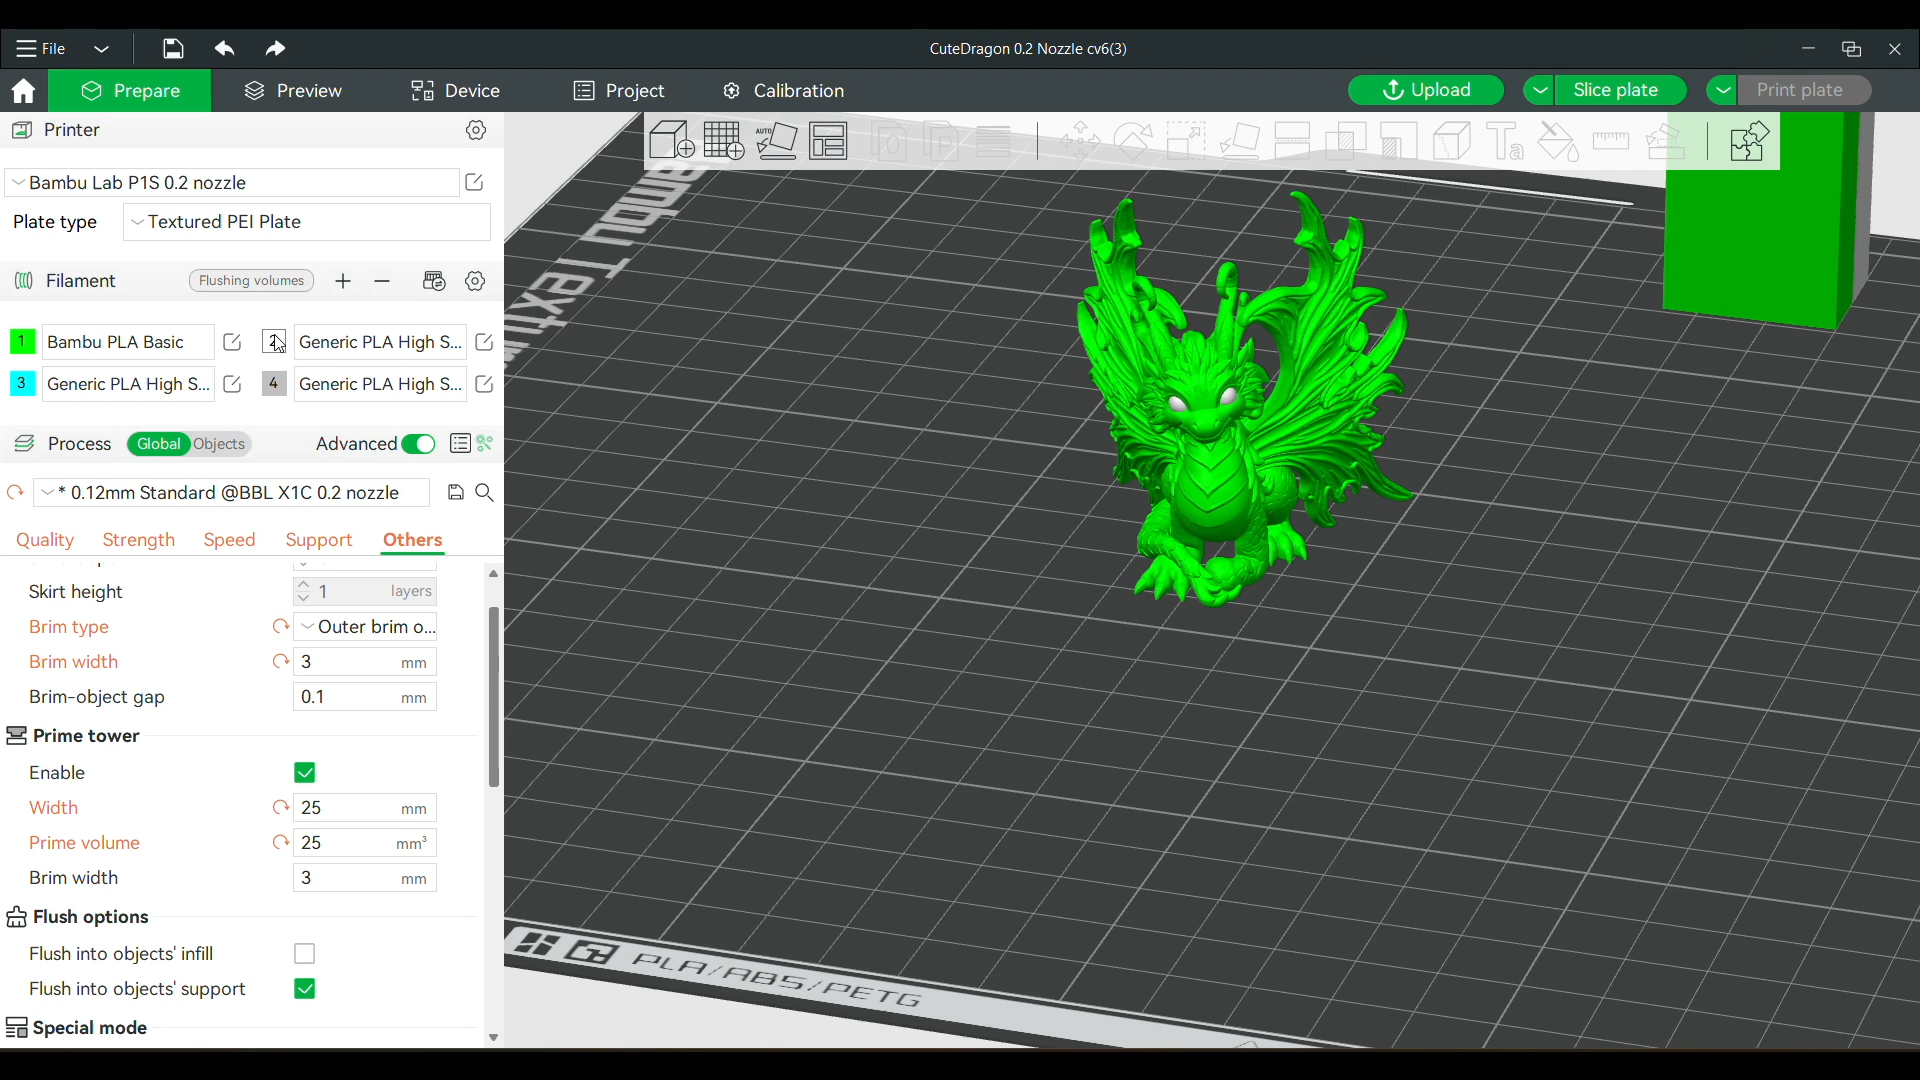 File
CuteDragon 0.2 Nozzle cv6(3)
Prepare
Preview
Device
Project
Calibration
Upload
Slice plate
Print plate
Printer
Bambu Lab P1S 0.2 nozzle
Plate type
Textured PEI Plate
Filament
Flushing volumes
1 Bambu PLA Basic
2 Generic PLA High S...
3 Generic PLA High S...
4 Generic PLA High S...
Process
Global
Objects
Advanced
* 0.12mm Standard @BBL X1C 0.2 nozzle
Quality
Strength
Speed
Support
Others
Skirt height 1 layers
Brim type Outer brim o...
Brim width 3 mm
Brim-object gap 0.1 mm
Prime tower
Enable
Width 25 mm
Prime volume 25 mm³
Brim width 3 mm
Flush options
Flush into objects' infill
Flush into objects' support
Special mode
AUTO
PLA/ABS/PETG